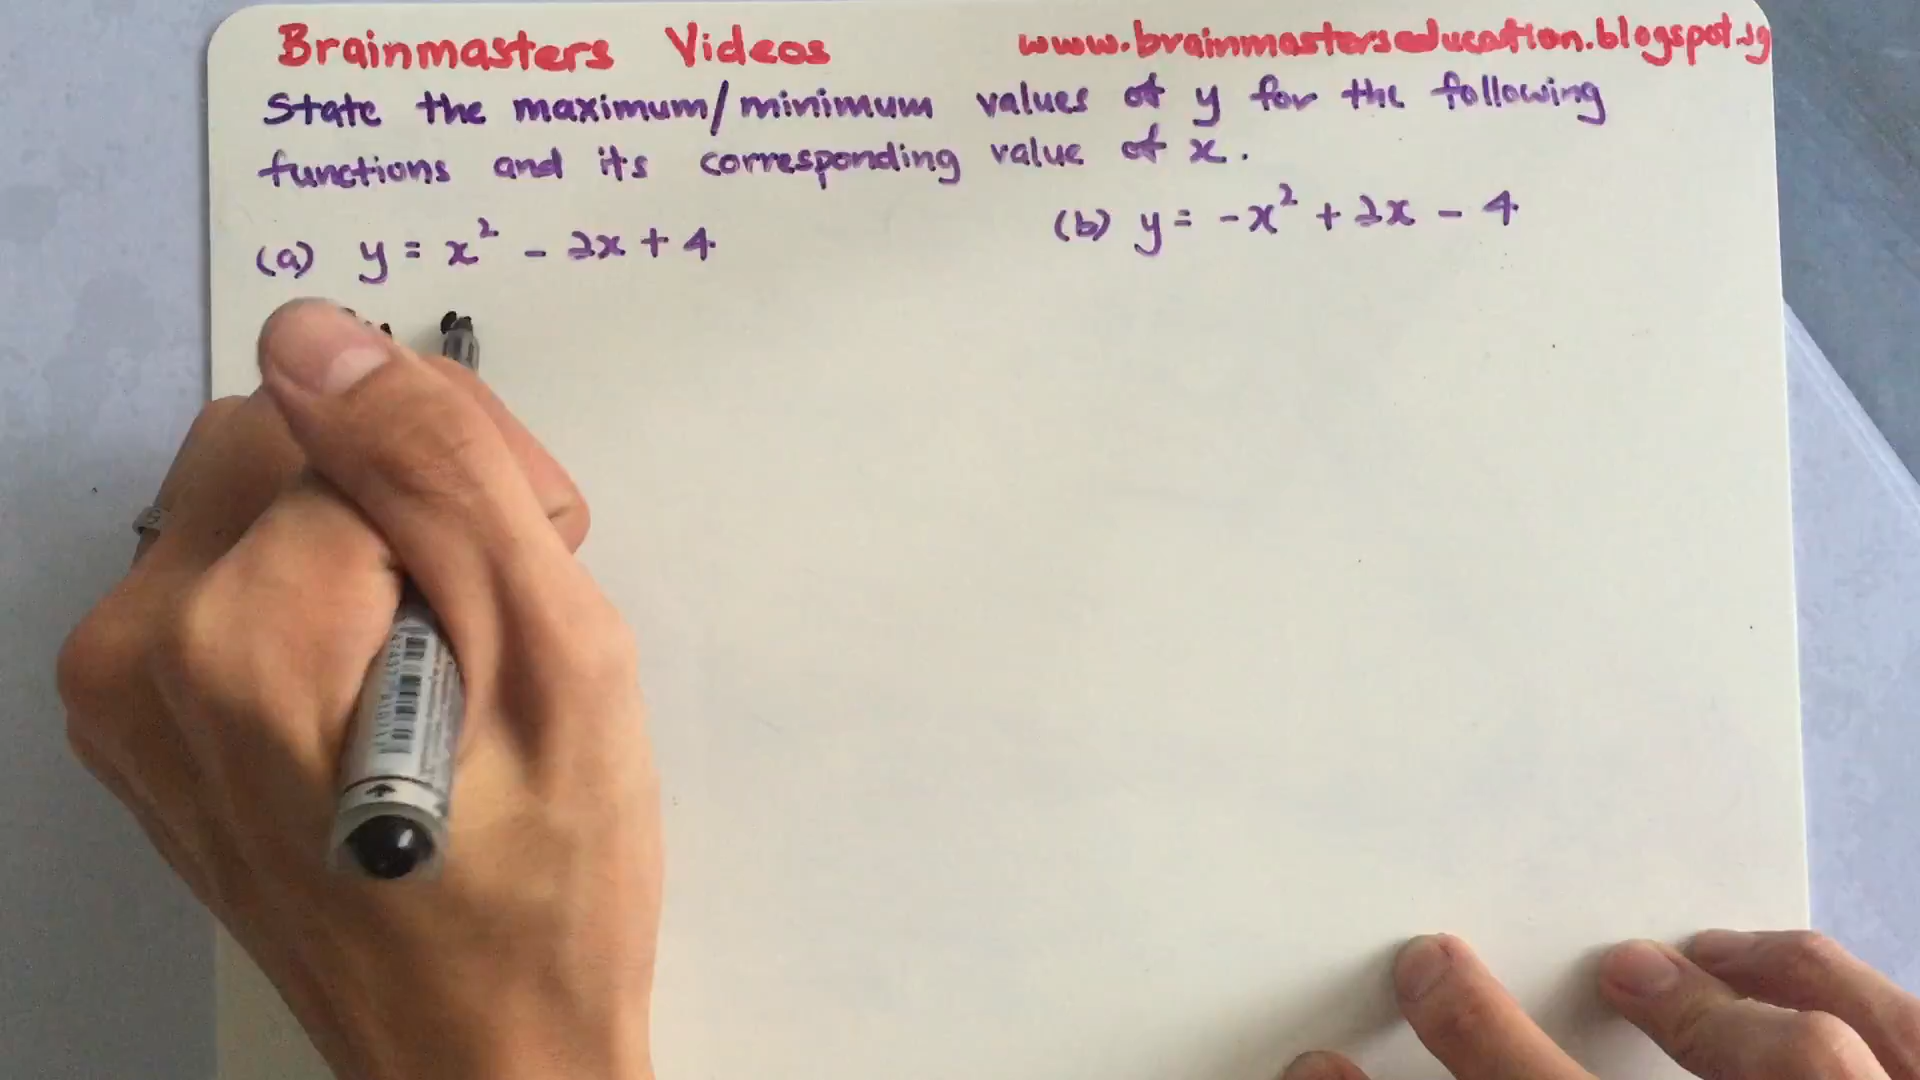 Brainmasters Videos www.brainmasterseducation.blogspot.sg
State the maximum/minimum values of y for the following
functions and it's corresponding value of x.
(a) y = x² - 2x + 4
(b) y = -x² + 2x - 4